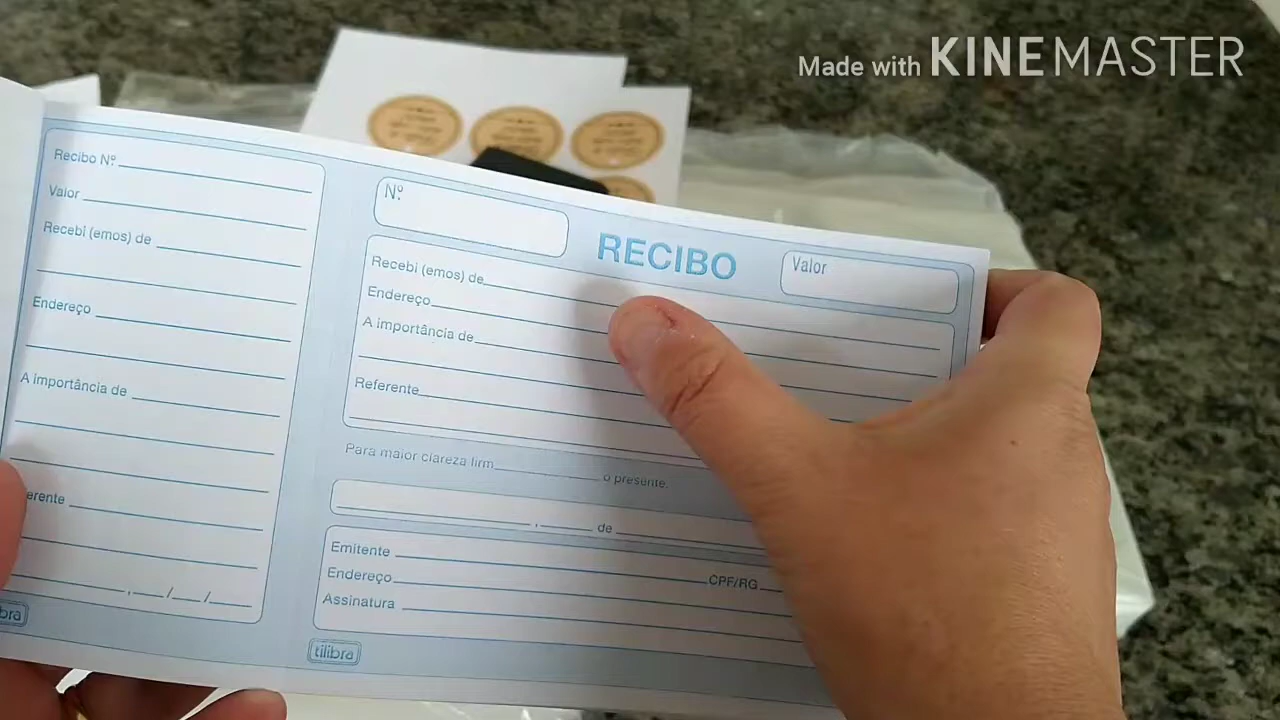 Made with KINEMASTER
Recibo Nº
Valor
Recebi (emos) de
Endereço
A importância de
erente
, / /
bra
Nº
RECIBO
Valor
Recebi (emos) de
Endereço
A importância de
Referente
Para maior clareza firm o presente.
, de
Emitente
CPF/RG
Endereço
Assinatura
tilibra